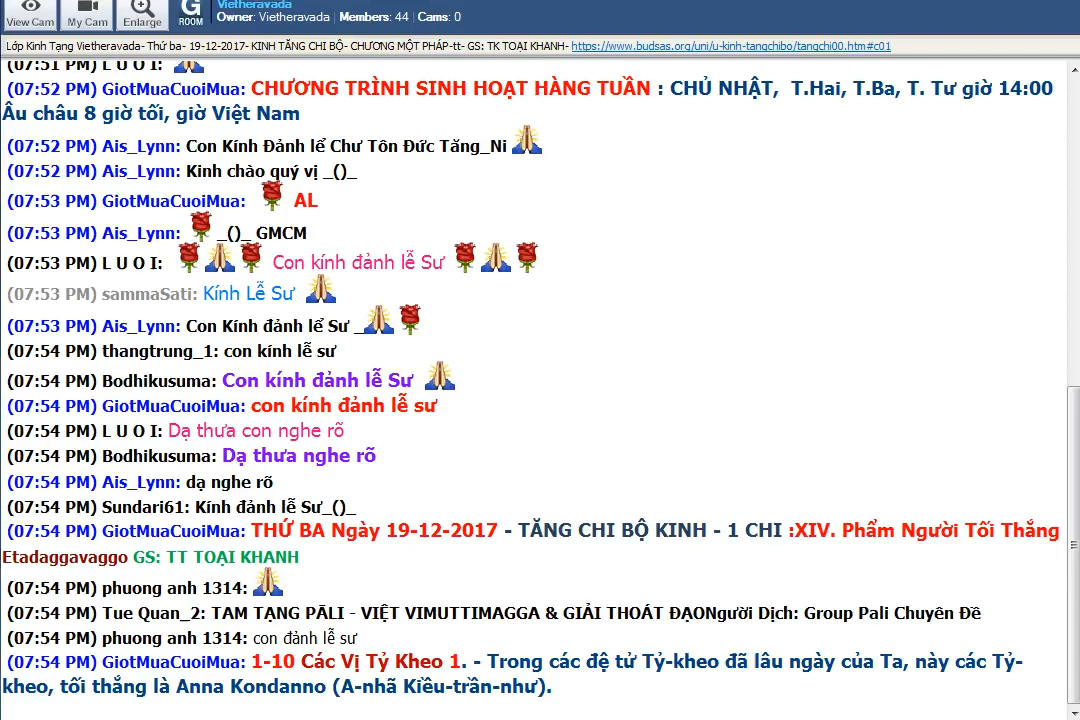 View Cam
My Cam
Enlarge
G
ROOM
Vietheravada
Owner: Vietheravada | Members: 44 | Cams: 0
Lớp Kinh Tạng Vietheravada- Thứ ba- 19-12-2017- KINH TĂNG CHI BỘ- CHƯƠNG MỘT PHÁP-tt- GS: TK TOẠI KHANH- https://www.budsas.org/uni/u-kinh-tangchibo/tangchi00.htm#c01
(07:51 PM) L U O I:
(07:52 PM) GiotMuaCuoiMua: CHƯƠNG TRÌNH SINH HOẠT HÀNG TUẦN : CHỦ NHẬT, T.Hai, T.Ba, T. Tư giờ 14:00
Âu châu 8 giờ tối, giờ Việt Nam
(07:52 PM) Ais_Lynn: Con Kính Đảnh lể Chư Tôn Đức Tăng_Ni
(07:52 PM) Ais_Lynn: Kinh chào quý vị _()_
(07:53 PM) GiotMuaCuoiMua: AL
(07:53 PM) Ais_Lynn: _()_ GMCM
(07:53 PM) L U O I: Con kính đảnh lễ Sư
(07:53 PM) sammaSati: Kính Lễ Sư
(07:53 PM) Ais_Lynn: Con Kính đảnh lể Sư _
(07:54 PM) thangtrung_1: con kính lễ sư
(07:54 PM) Bodhikusuma: Con kính đảnh lễ Sư
(07:54 PM) GiotMuaCuoiMua: con kính đảnh lễ sư
(07:54 PM) L U O I: Dạ thưa con nghe rõ
(07:54 PM) Bodhikusuma: Dạ thưa nghe rõ
(07:54 PM) Ais_Lynn: dạ nghe rõ
(07:54 PM) Sundari61: Kính đảnh lễ Sư_()_
(07:54 PM) GiotMuaCuoiMua: THỨ BA Ngày 19-12-2017 - TĂNG CHI BỘ KINH - 1 CHI :XIV. Phẩm Người Tối Thắng
Etadaggavaggo GS: TT TOẠI KHANH
(07:54 PM) phuong anh 1314:
(07:54 PM) Tue Quan_2: TAM TẠNG PĀLI - VIỆT VIMUTTIMAGGA & GIẢI THOÁT ĐẠONgười Dịch: Group Pali Chuyên Đề
(07:54 PM) phuong anh 1314: con đảnh lễ sư
(07:54 PM) GiotMuaCuoiMua: 1-10 Các Vị Tỷ Kheo 1. - Trong các đệ tử Tỷ-kheo đã lâu ngày của Ta, này các Tỷ-
kheo, tối thắng là Anna Kondanno (A-nhã Kiều-trần-như).